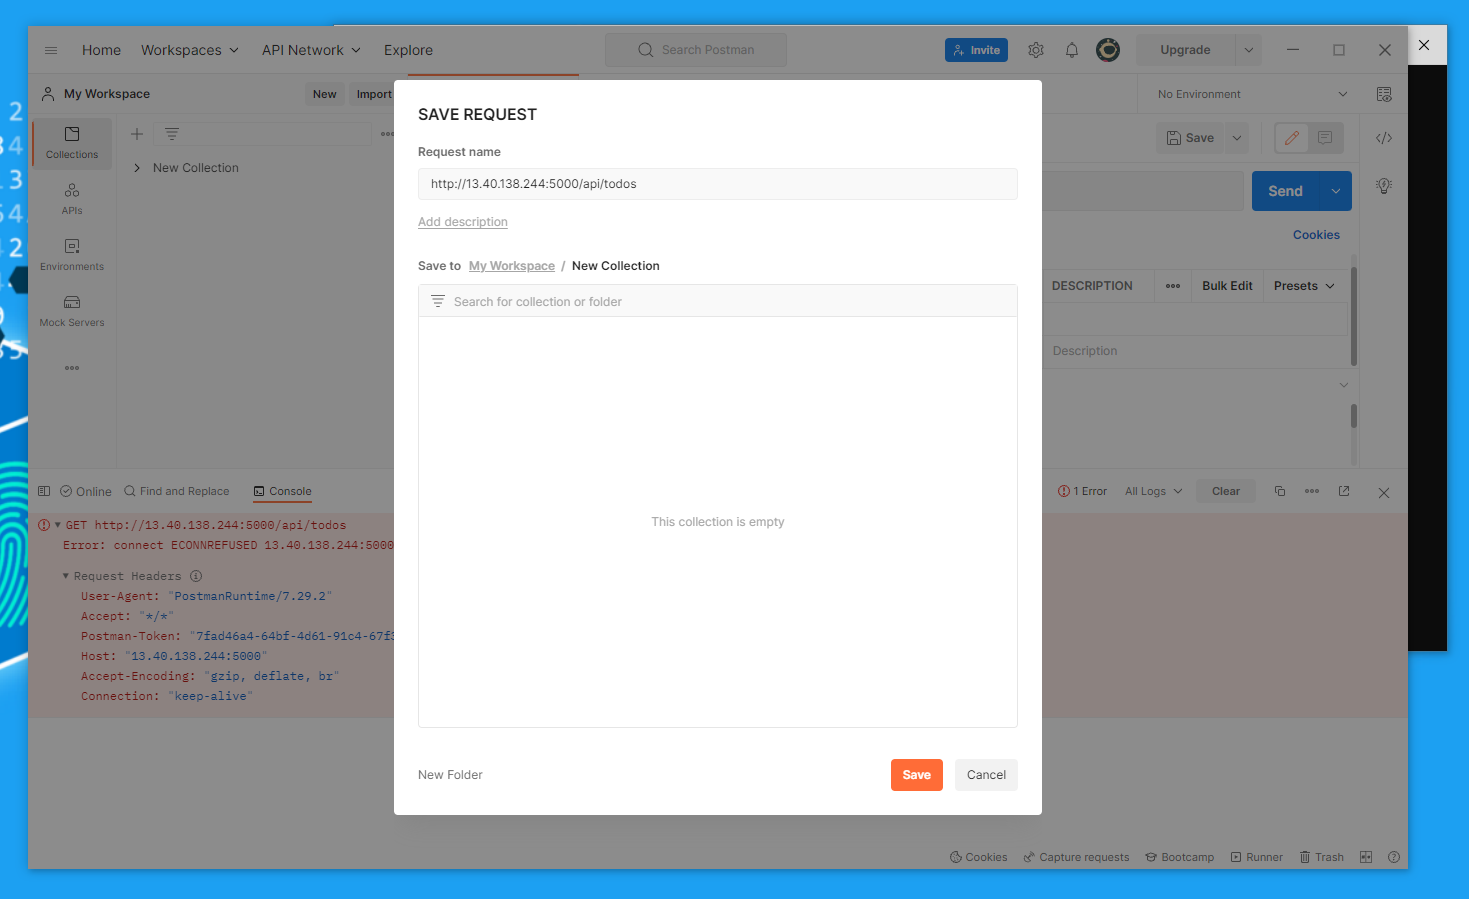 Home Workspaces API Network Explore Search Postman Invite Upgrade
My Workspace New Import No Environment
Collections
New Collection
APIs
Environments
Mock Servers
SAVE REQUEST
Request name
http://13.40.138.244:5000/api/todos
Add description
Save to My Workspace / New Collection
Search for collection or folder
This collection is empty
New Folder Save Cancel
Save
Send
Cookies
DESCRIPTION Bulk Edit Presets
Description
Online Find and Replace Console 1 Error All Logs Clear
GET http://13.40.138.244:5000/api/todos
Error: connect ECONNREFUSED 13.40.138.244:5000
Request Headers
User-Agent: "PostmanRuntime/7.29.2"
Accept: "*/*"
Postman-Token: "7fad46a4-64bf-4d61-91c4-67f3
Host: "13.40.138.244:5000"
Accept-Encoding: "gzip, deflate, br"
Connection: "keep-alive"
Cookies Capture requests Bootcamp Runner Trash